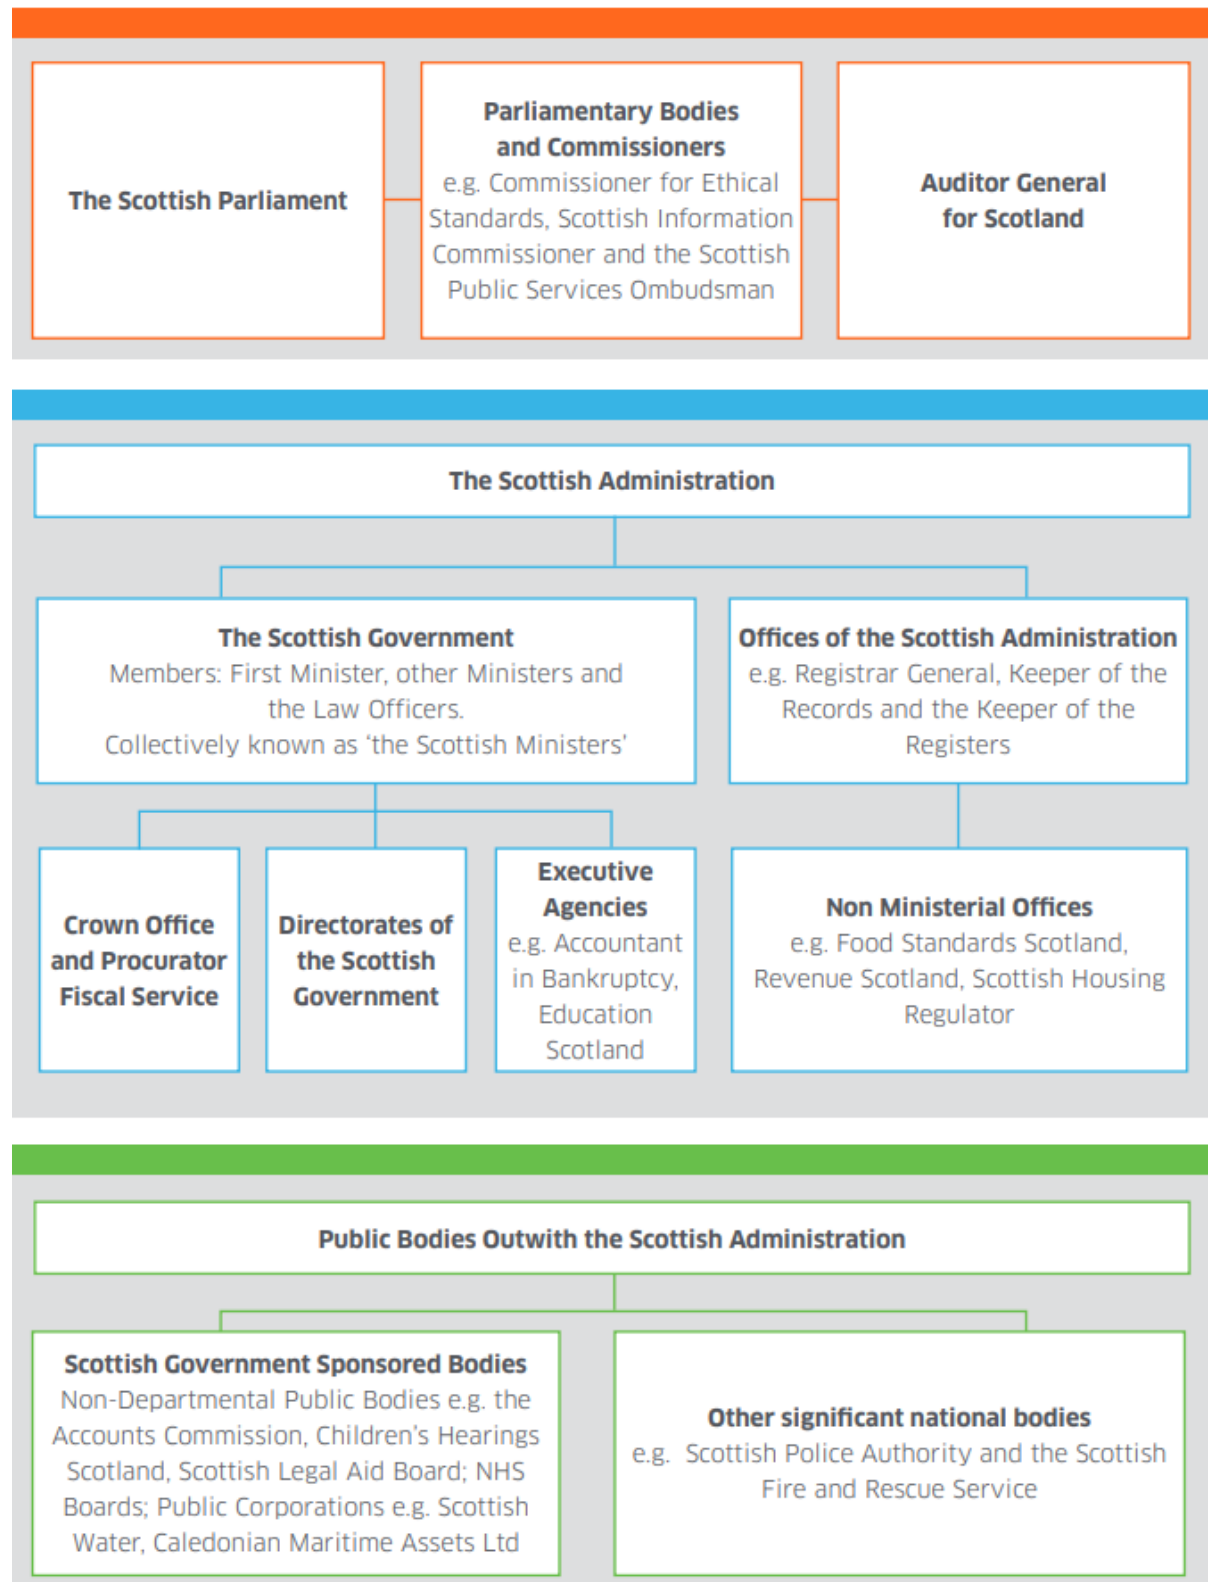 The Scottish Parliament
Parliamentary Bodies
and Commissioners
e.g. Commissioner for Ethical
Standards, Scottish Information
Commissioner and the Scottish
Public Services Ombudsman
Auditor General
for Scotland
The Scottish Administration
The Scottish Government
Members: First Minister, other Ministers and
the Law Officers.
Collectively known as ‘the Scottish Ministers’
Offices of the Scottish Administration
e.g. Registrar General, Keeper of the
Records and the Keeper of the
Registers
Crown Office
and Procurator
Fiscal Service
Directorates of
the Scottish
Government
Executive
Agencies
e.g. Accountant
in Bankruptcy,
Education
Scotland
Non Ministerial Offices
e.g. Food Standards Scotland,
Revenue Scotland, Scottish Housing
Regulator
Public Bodies Outwith the Scottish Administration
Scottish Government Sponsored Bodies
Non-Departmental Public Bodies e.g. the
Accounts Commission, Children’s Hearings
Scotland, Scottish Legal Aid Board; NHS
Boards; Public Corporations e.g. Scottish
Water, Caledonian Maritime Assets Ltd
Other significant national bodies
e.g. Scottish Police Authority and the Scottish
Fire and Rescue Service